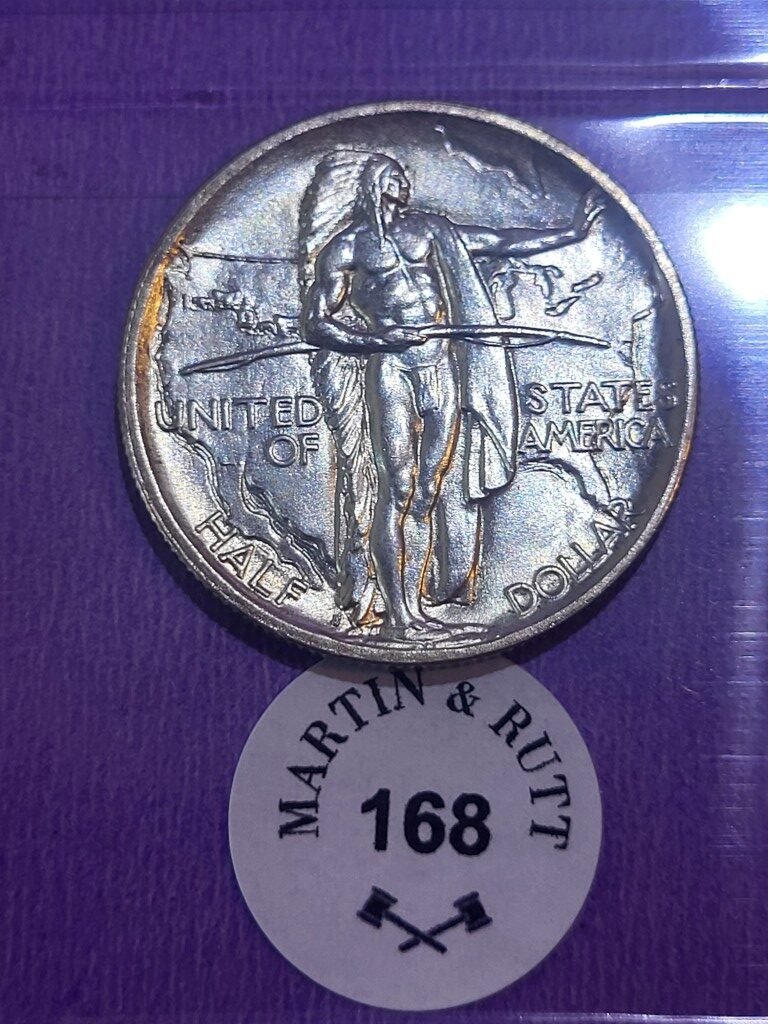 UNITED STATES
OF AMERICA
HALF DOLLAR
MARTIN & RUTT
168